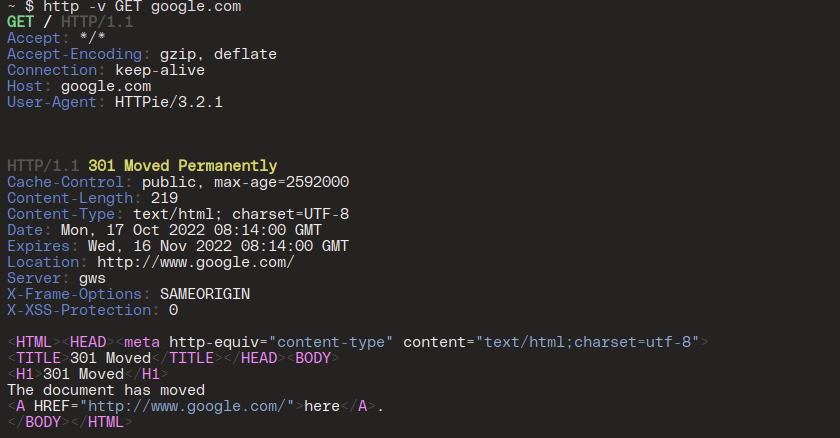 ~ $ http -v GET google.com
GET / HTTP/1.1
Accept: */*
Accept-Encoding: gzip, deflate
Connection: keep-alive
Host: google.com
User-Agent: HTTPie/3.2.1
HTTP/1.1 301 Moved Permanently
Cache-Control: public, max-age=2592000
Content-Length: 219
Content-Type: text/html; charset=UTF-8
Date: Mon, 17 Oct 2022 08:14:00 GMT
Expires: Wed, 16 Nov 2022 08:14:00 GMT
Location: http://www.google.com/
Server: gws
X-Frame-Options: SAMEORIGIN
X-XSS-Protection: 0
<HTML><HEAD><meta http-equiv="content-type" content="text/html;charset=utf-8">
<TITLE>301 Moved</TITLE></HEAD><BODY>
<H1>301 Moved</H1>
The document has moved
<A HREF="http://www.google.com/">here</A>.
</BODY></HTML>